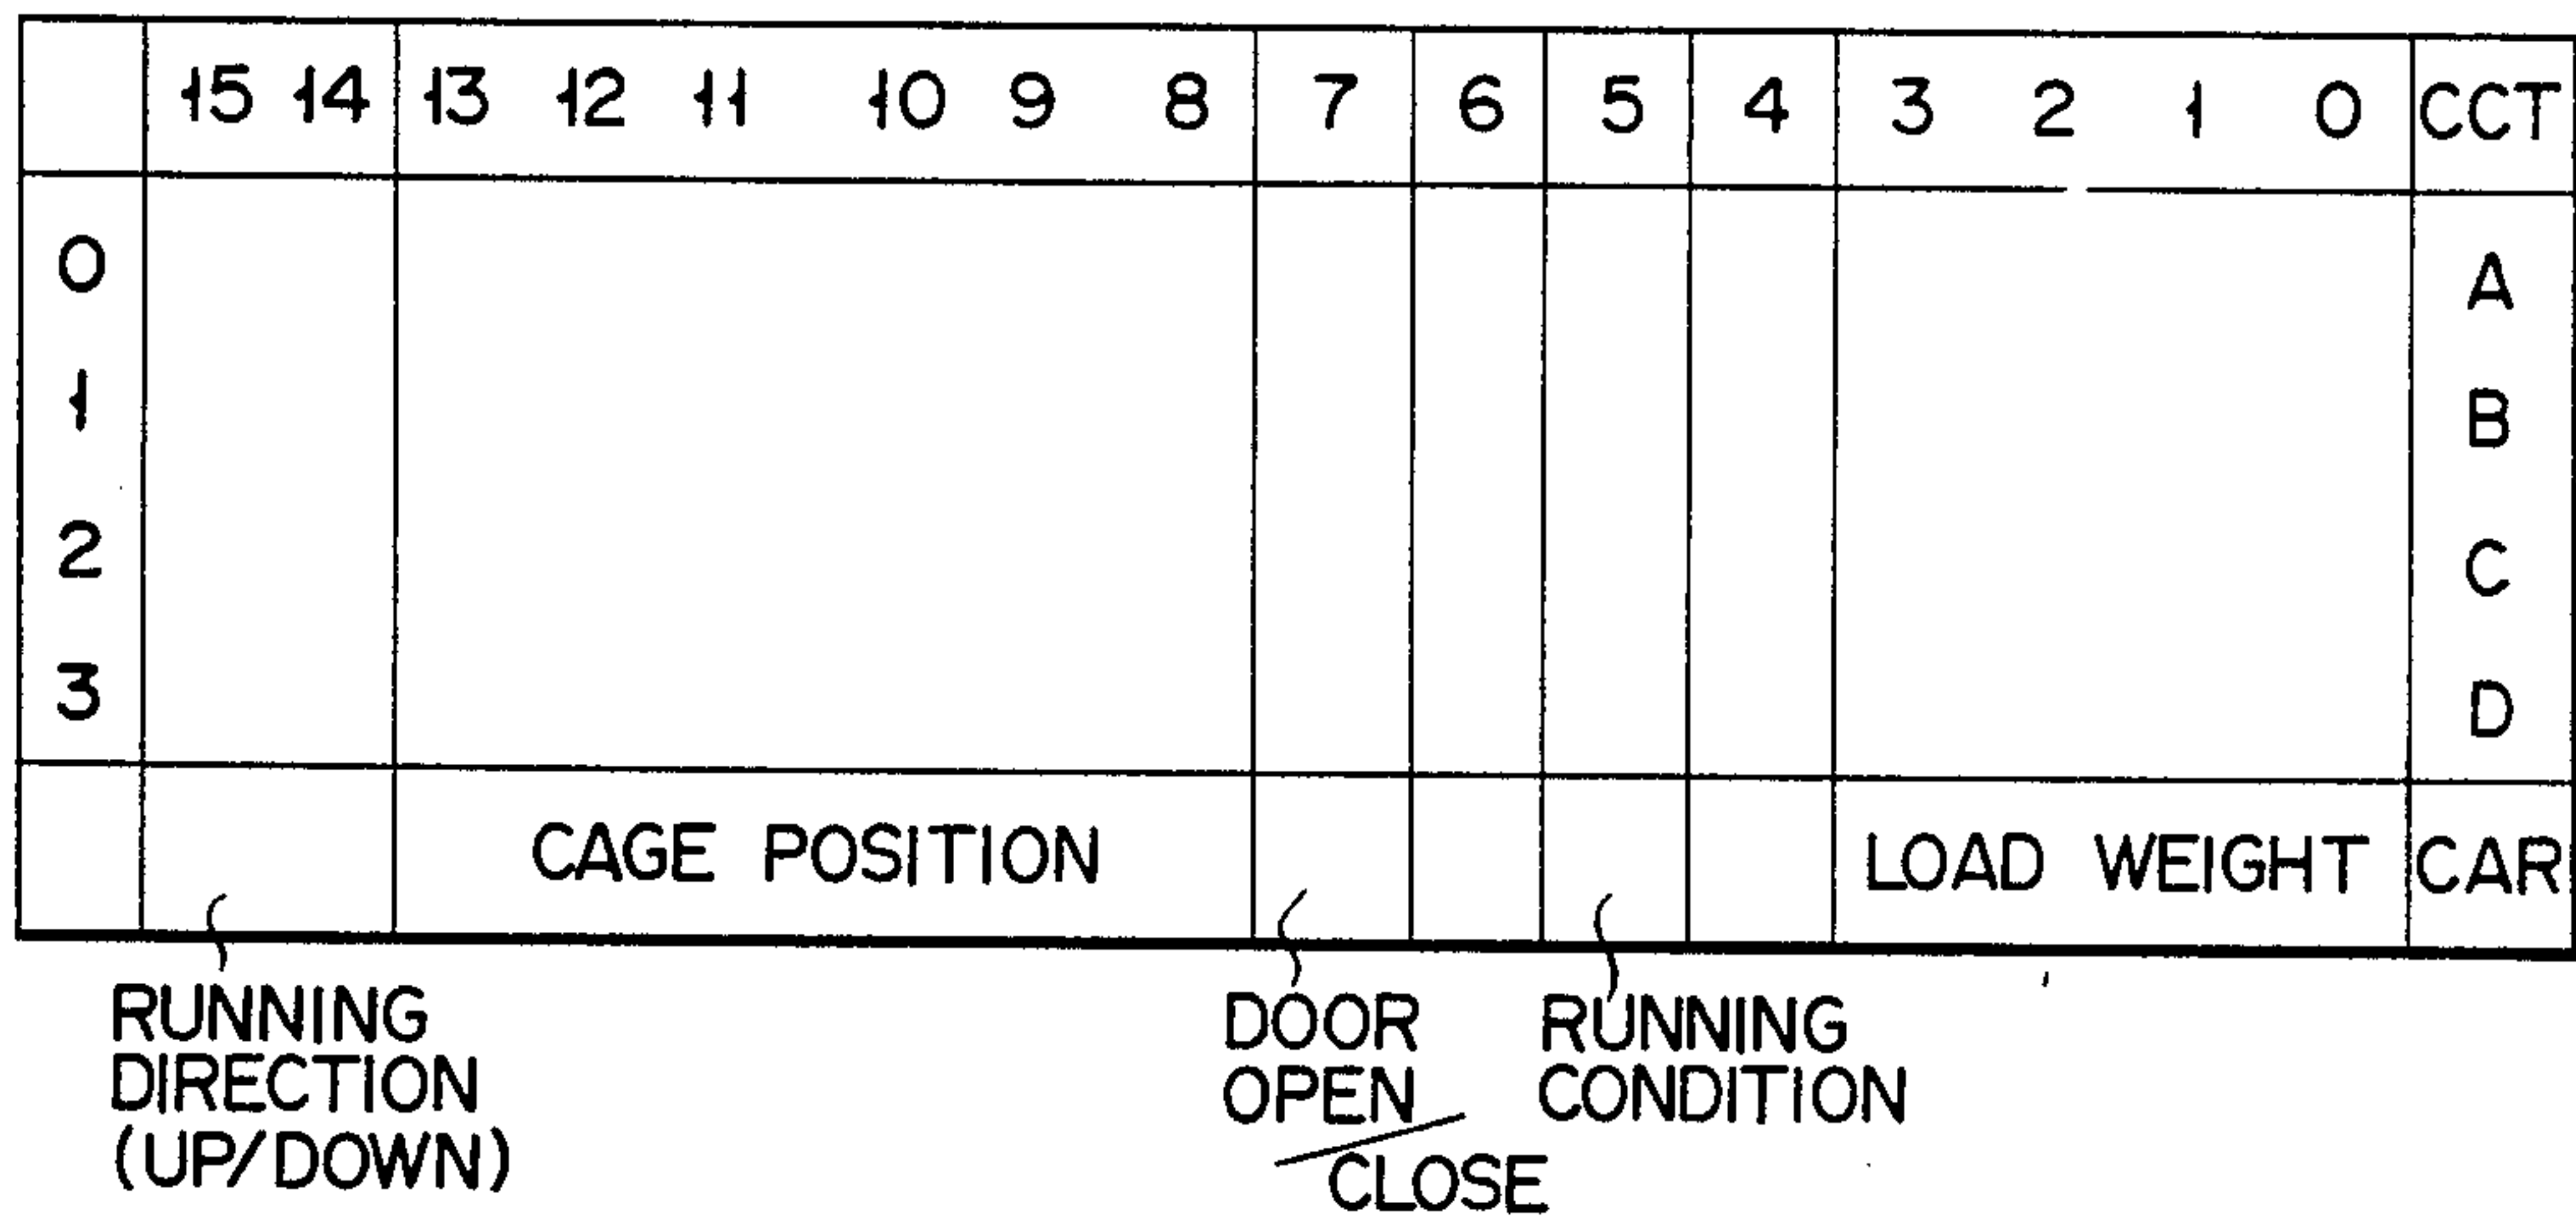 15 14 13 12 11 10 9 8 7 6 5 4 3 2 1 0 CCT
0 A
1 B
2 C
3 D
CAGE POSITION LOAD WEIGHT CAR
RUNNING DIRECTION (UP/DOWN)
DOOR OPEN/CLOSE
RUNNING CONDITION